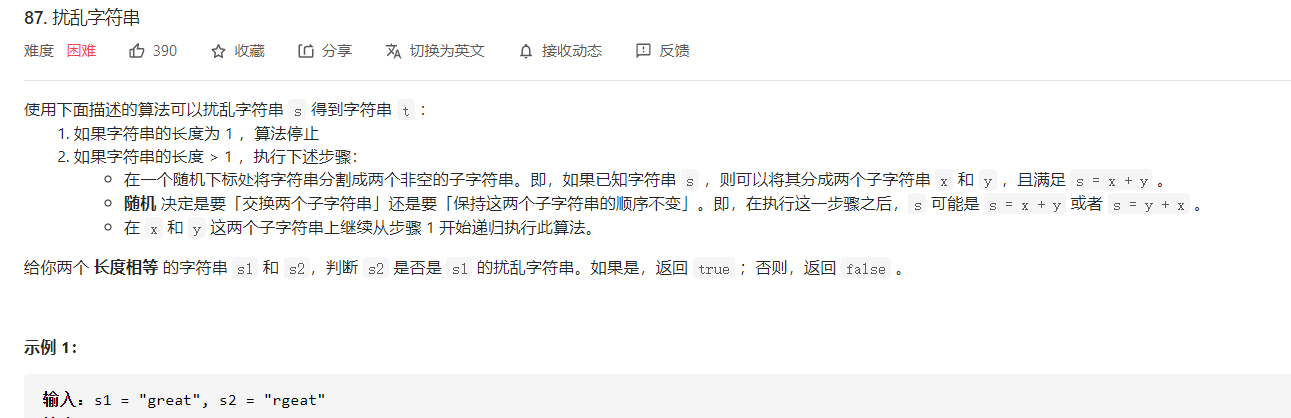 87. 扰乱字符串
难度 困难 390 收藏 分享 切换为英文 接收动态 反馈
使用下面描述的算法可以扰乱字符串 s 得到字符串 t :
1. 如果字符串的长度为 1 ，算法停止
2. 如果字符串的长度 > 1 ，执行下述步骤：
在一个随机下标处将字符串分割成两个非空的子字符串。即，如果已知字符串 s ，则可以将其分成两个子字符串 x 和 y ，且满足 s = x + y 。
随机 决定是要「交换两个子字符串」还是要「保持这两个子字符串的顺序不变」。即，在执行这一步骤之后， s 可能是 s = x + y 或者 s = y + x 。
在 x 和 y 这两个子字符串上继续从步骤 1 开始递归执行此算法。
给你两个 长度相等 的字符串 s1 和 s2，判断 s2 是否是 s1 的扰乱字符串。如果是，返回 true ；否则，返回 false 。
示例 1：
输入：s1 = "great", s2 = "rgeat"